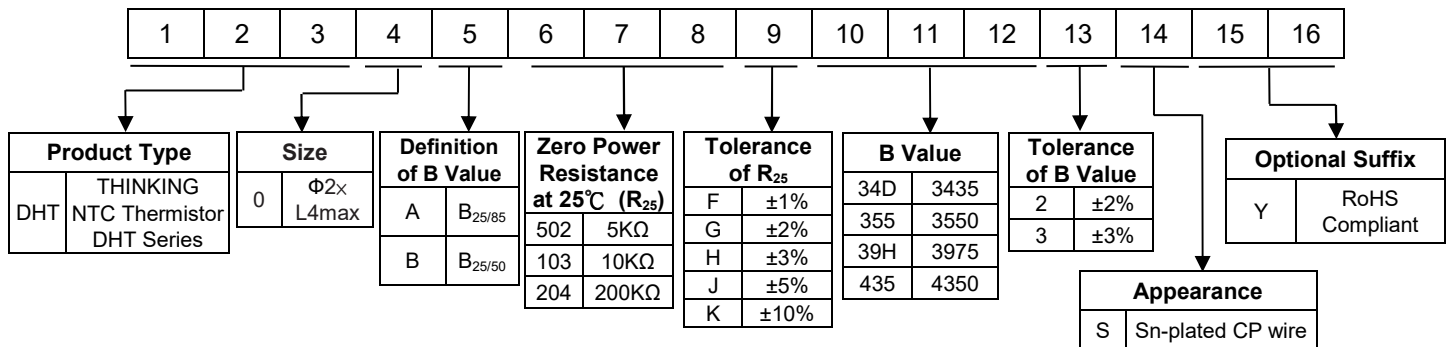 1 2 3 4 5 6 7 8 9 10 11 12 13 14 15 16
Product Type
DHT THINKING
NTC Thermistor
DHT Series
Size
0 Φ2×
L4max
Definition
of B Value
A B25/85
B B25/50
Zero Power
Resistance
at 25℃ (R25)
502 5KΩ
103 10KΩ
204 200KΩ
Tolerance
of R25
F ±1%
G ±2%
H ±3%
J ±5%
K ±10%
B Value
34D 3435
355 3550
39H 3975
435 4350
Tolerance
of B Value
2 ±2%
3 ±3%
Appearance
S Sn-plated CP wire
Optional Suffix
Y RoHS
Compliant